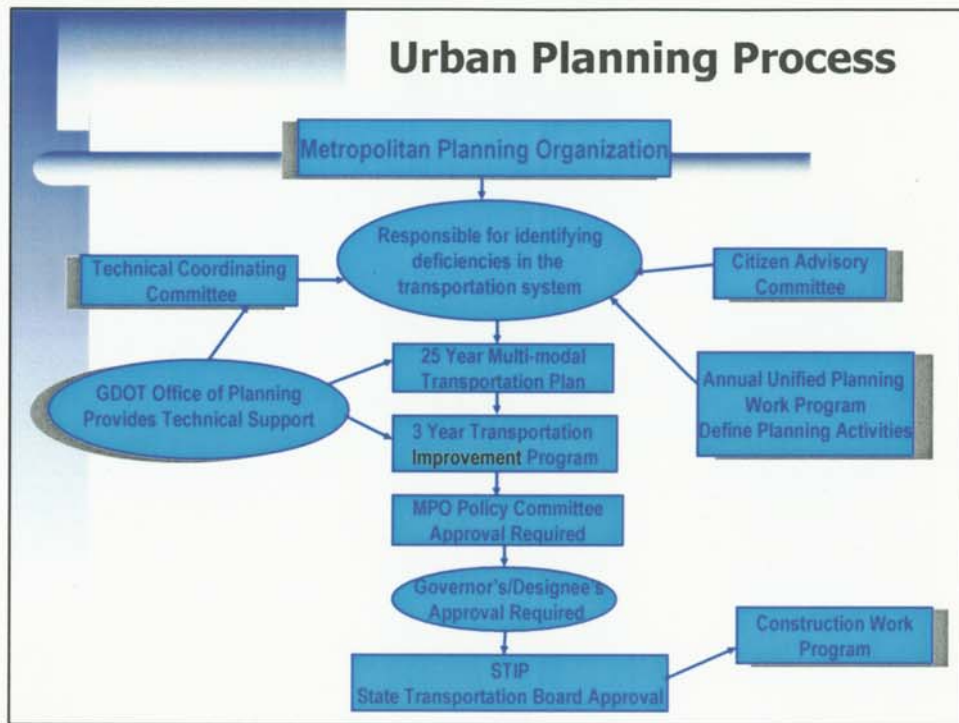 Urban Planning Process
Metropolitan Planning Organization
Responsible for identifying
deficiencies in the
transportation system
Technical Coordinating
Committee
Citizen Advisory
Committee
GDOT Office of Planning
Provides Technical Support
25 Year Multi-modal
Transportation Plan
Annual Unified Planning
Work Program
Define Planning Activities
3 Year Transportation
Improvement Program
MPO Policy Committee
Approval Required
Governor's/Designee's
Approval Required
Construction Work
Program
STIP
State Transportation Board Approval